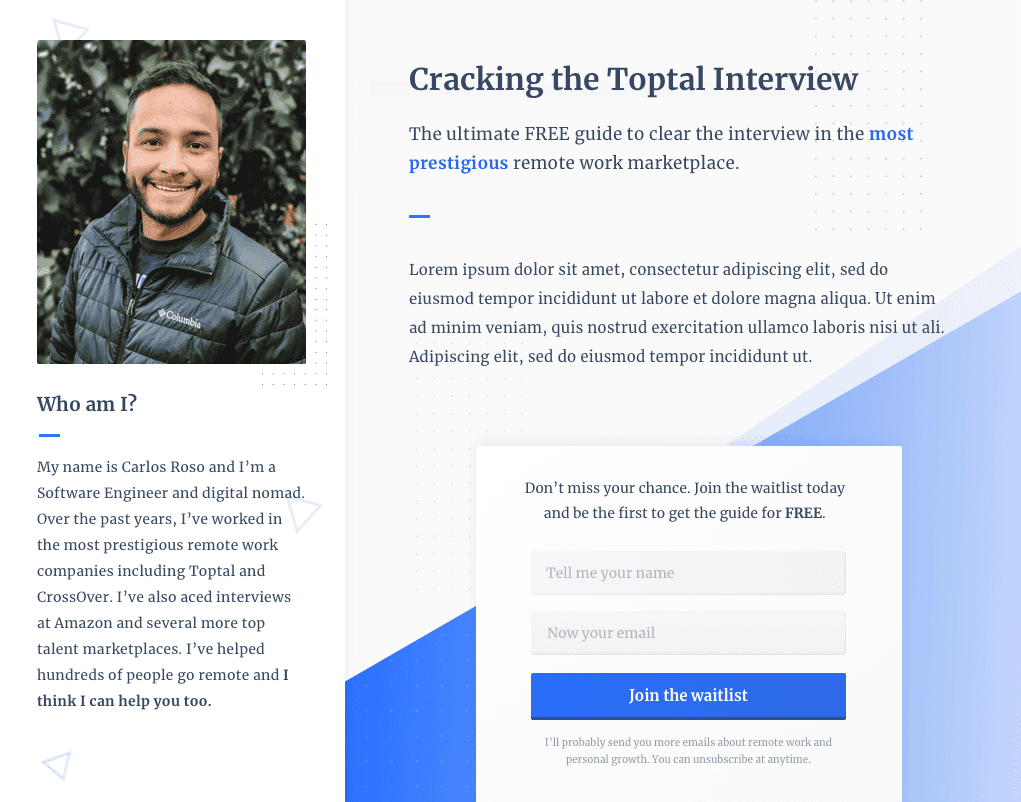 Columbia
Who am I?
My name is Carlos Roso and I’m a
Software Engineer and digital nomad.
Over the past years, I’ve worked in
the most prestigious remote work
companies including Toptal and
CrossOver. I’ve also aced interviews
at Amazon and several more top
talent marketplaces. I’ve helped
hundreds of people go remote and I
think I can help you too.
Cracking the Toptal Interview
The ultimate FREE guide to clear the interview in the most
prestigious remote work marketplace.
Lorem ipsum dolor sit amet, consectetur adipiscing elit, sed do
eiusmod tempor incididunt ut labore et dolore magna aliqua. Ut enim
ad minim veniam, quis nostrud exercitation ullamco laboris nisi ut ali.
Adipiscing elit, sed do eiusmod tempor incididunt ut.
Don’t miss your chance. Join the waitlist today
and be the first to get the guide for FREE.
Tell me your name
Now your email
Join the waitlist
I’ll probably send you more emails about remote work and
personal growth. You can unsubscribe at anytime.